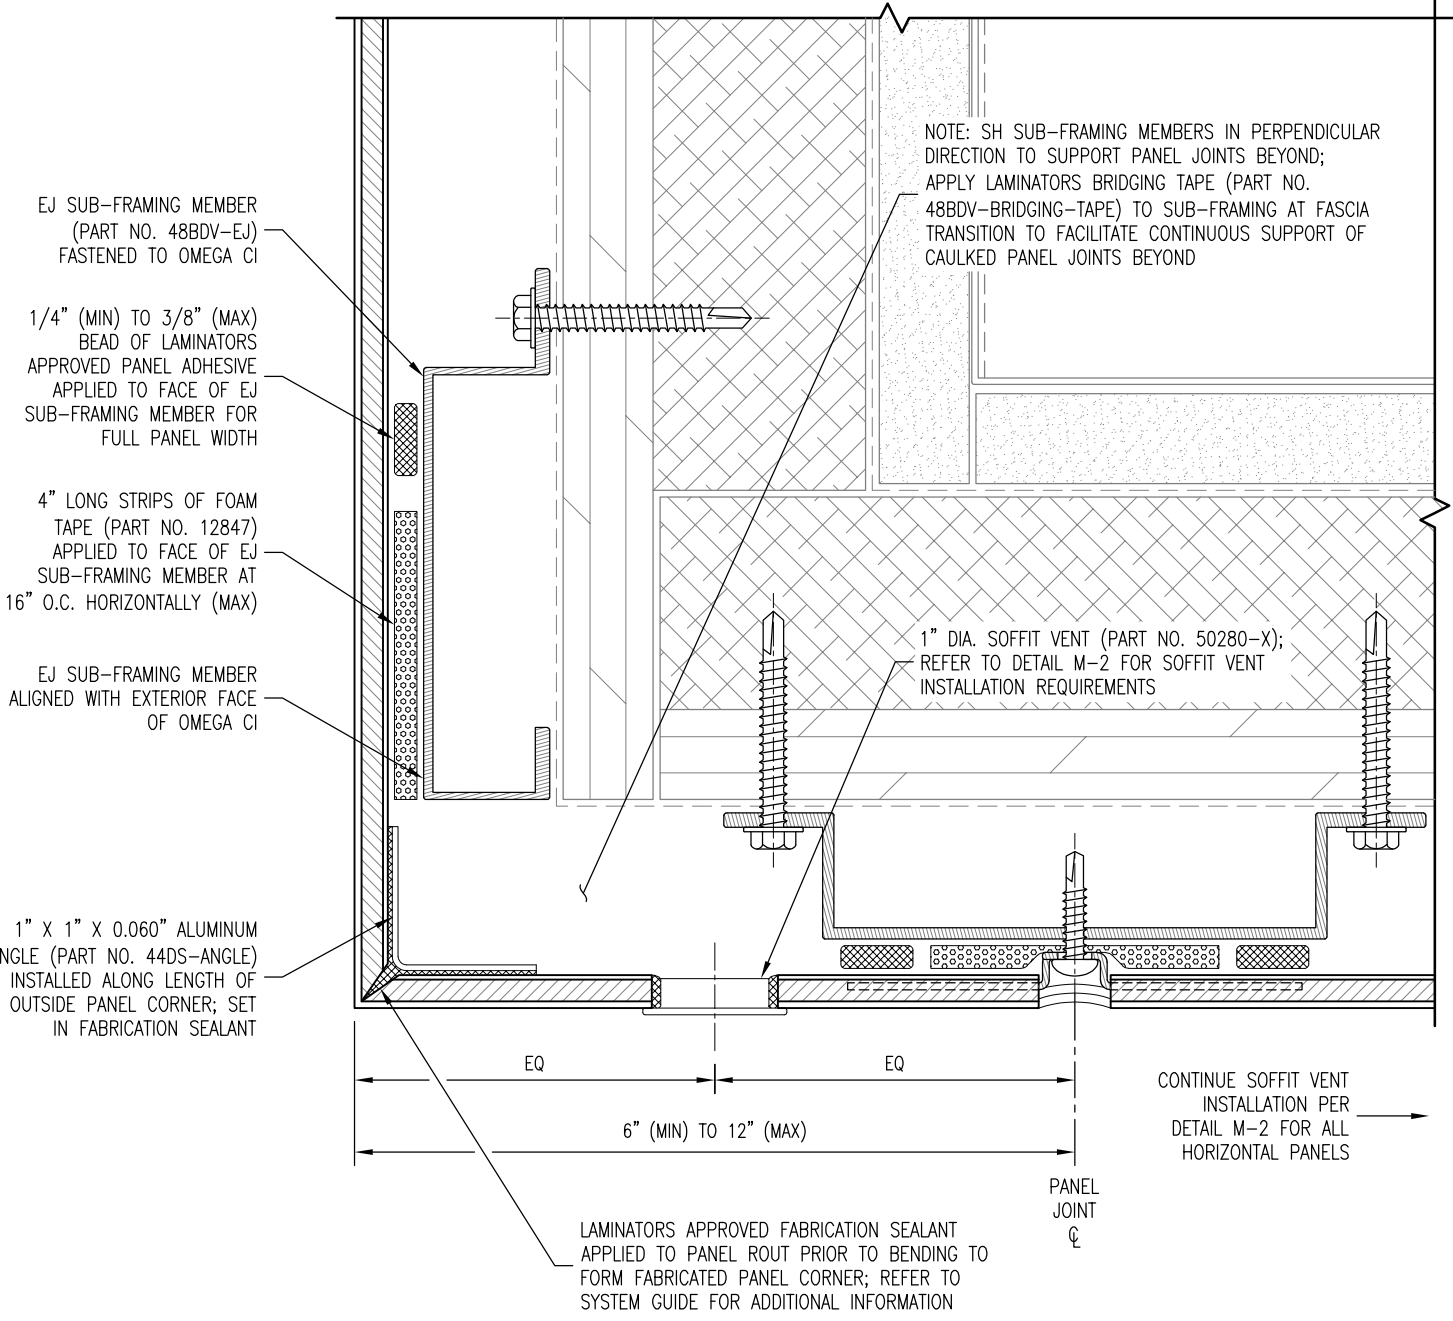 NOTE: SH SUB-FRAMING MEMBERS IN PERPENDICULAR
DIRECTION TO SUPPORT PANEL JOINTS BEYOND;
APPLY LAMINATORS BRIDGING TAPE (PART NO.
48BDV-BRIDGING-TAPE) TO SUB-FRAMING AT FASCIA
TRANSITION TO FACILITATE CONTINUOUS SUPPORT OF
CAULKED PANEL JOINTS BEYOND
EJ SUB-FRAMING MEMBER
(PART NO. 48BDV-EJ)
FASTENED TO OMEGA CI
1/4" (MIN) TO 3/8" (MAX)
BEAD OF LAMINATORS
APPROVED PANEL ADHESIVE
APPLIED TO FACE OF EJ
SUB-FRAMING MEMBER FOR
FULL PANEL WIDTH
4" LONG STRIPS OF FOAM
TAPE (PART NO. 12847)
APPLIED TO FACE OF EJ
SUB-FRAMING MEMBER AT
16" O.C. HORIZONTALLY (MAX)
1" DIA. SOFFIT VENT (PART NO. 50280-X);
REFER TO DETAIL M-2 FOR SOFFIT VENT
INSTALLATION REQUIREMENTS
EJ SUB-FRAMING MEMBER
ALIGNED WITH EXTERIOR FACE
OF OMEGA CI
1" X 1" X 0.060" ALUMINUM
NGLE (PART NO. 44DS-ANGLE)
INSTALLED ALONG LENGTH OF
OUTSIDE PANEL CORNER; SET
IN FABRICATION SEALANT
EQ
EQ
6" (MIN) TO 12" (MAX)
CONTINUE SOFFIT VENT
INSTALLATION PER
DETAIL M-2 FOR ALL
HORIZONTAL PANELS
PANEL
JOINT
℄
LAMINATORS APPROVED FABRICATION SEALANT
APPLIED TO PANEL ROUT PRIOR TO BENDING TO
FORM FABRICATED PANEL CORNER; REFER TO
SYSTEM GUIDE FOR ADDITIONAL INFORMATION